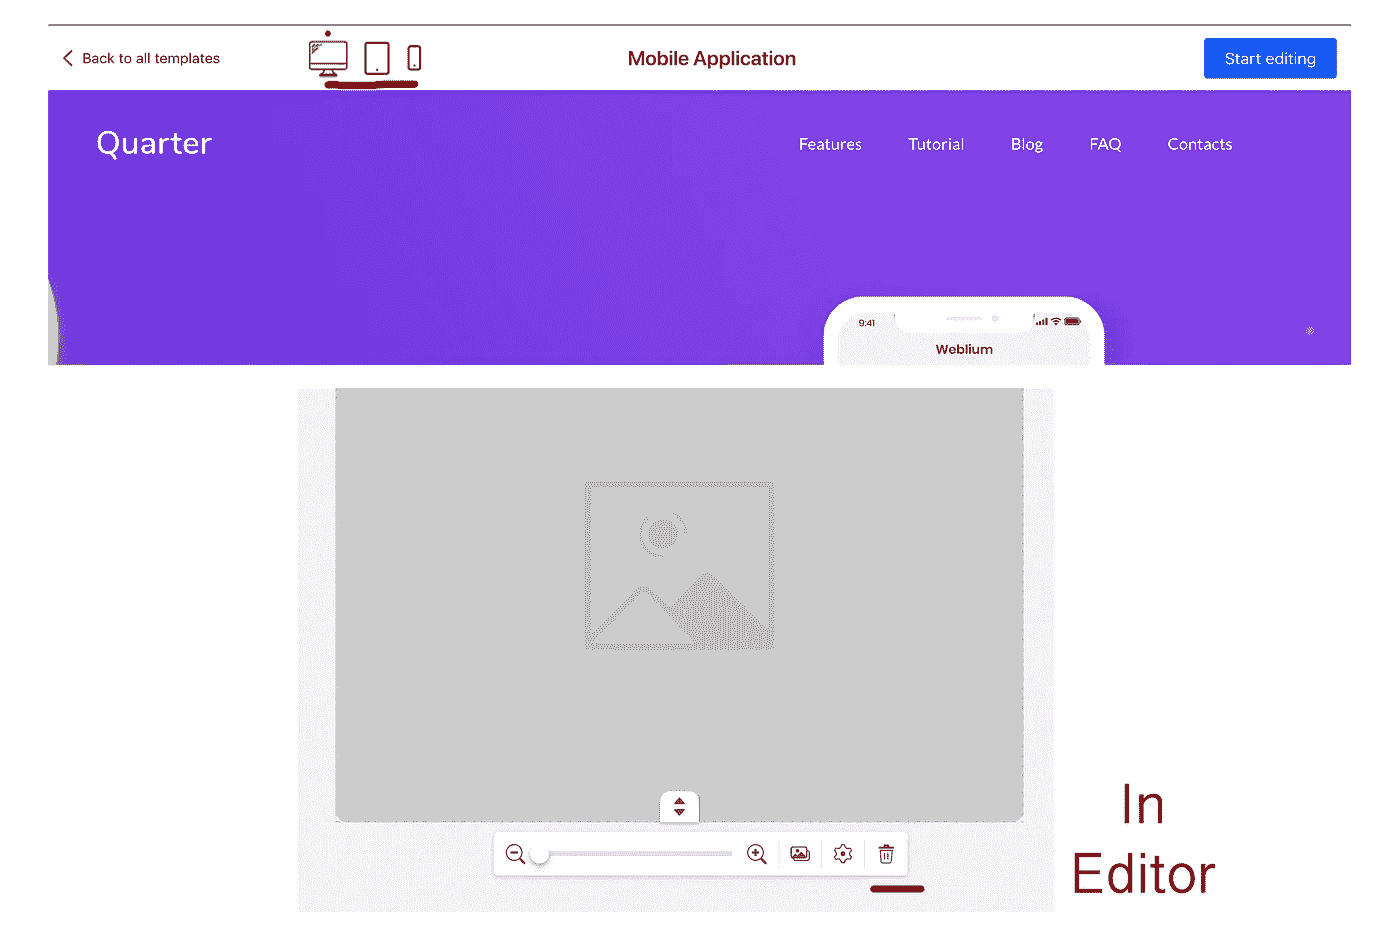 Back to all templates
Mobile Application
Start editing
Quarter
Features Tutorial Blog FAQ Contacts
9:41
Weblium
In
Editor